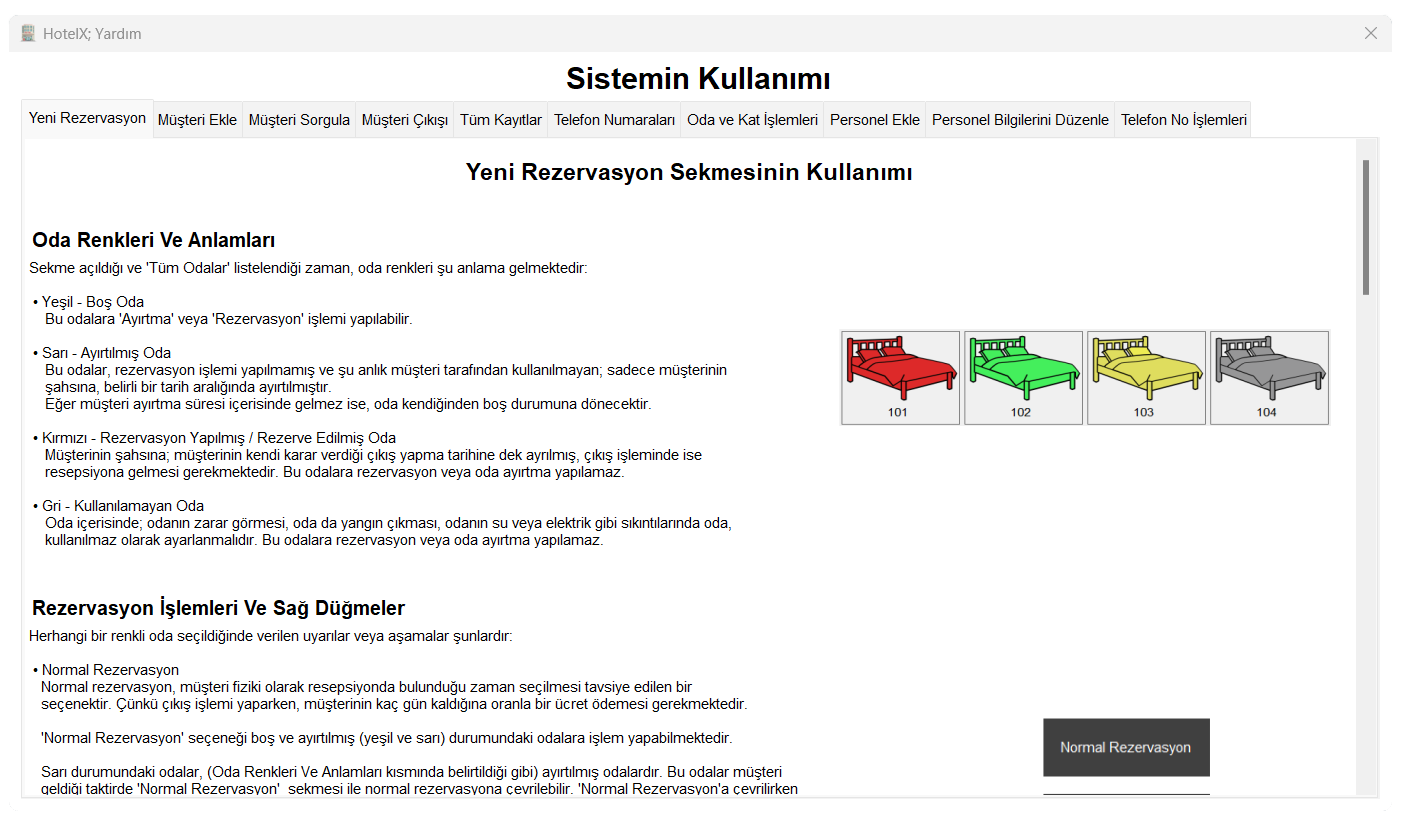 HotelX; Yardım
Sistemin Kullanımı
Yeni Rezervasyon Müşteri Ekle Müşteri Sorgula Müşteri Çıkışı Tüm Kayıtlar Telefon Numaraları Oda ve Kat İşlemleri Personel Ekle Personel Bilgilerini Düzenle Telefon No İşlemleri
Yeni Rezervasyon Sekmesinin Kullanımı
Oda Renkleri Ve Anlamları
Sekme açıldığı ve 'Tüm Odalar' listelendiği zaman, oda renkleri şu anlama gelmektedir:
• Yeşil - Boş Oda
Bu odalara 'Ayırtma' veya 'Rezervasyon' işlemi yapılabilir.
• Sarı - Ayırtılmış Oda
Bu odalar, rezervasyon işlemi yapılmamış ve şu anlık müşteri tarafından kullanılmayan; sadece müşterinin
şahsına, belirli bir tarih aralığında ayırtılmıştır.
Eğer müşteri ayırtma süresi içerisinde gelmez ise, oda kendiğinden boş durumuna dönecektir.
• Kırmızı - Rezervasyon Yapılmış / Rezerve Edilmiş Oda
Müşterinin şahsına; müşterinin kendi karar verdiği çıkış yapma tarihine dek ayrılmış, çıkış işleminde ise
resepsiyona gelmesi gerekmektedir. Bu odalara rezervasyon veya oda ayırtma yapılamaz.
• Gri - Kullanılamayan Oda
Oda içerisinde; odanın zarar görmesi, oda da yangın çıkması, odanın su veya elektrik gibi sıkıntılarında oda,
kullanılmaz olarak ayarlanmalıdır. Bu odalara rezervasyon veya oda ayırtma yapılamaz.
101 102 103 104
Rezervasyon İşlemleri Ve Sağ Düğmeler
Herhangi bir renkli oda seçildiğinde verilen uyarılar veya aşamalar şunlardır:
• Normal Rezervasyon
Normal rezervasyon, müşteri fiziki olarak resepsiyonda bulunduğu zaman seçilmesi tavsiye edilen bir
seçenektir. Çünkü çıkış işlemi yaparken, müşterinin kaç gün kaldığına oranla bir ücret ödemesi gerekmektedir.
'Normal Rezervasyon' seçeneği boş ve ayırtılmış (yeşil ve sarı) durumundaki odalara işlem yapabilmektedir.
Sarı durumundaki odalar, (Oda Renkleri Ve Anlamları kısmında belirtildiği gibi) ayırtılmış odalardır. Bu odalar müşteri
geldiği taktirde 'Normal Rezervasyon'  sekmesi ile normal rezervasyona çevrilebilir. 'Normal Rezervasyon'a çevrilirken
Normal Rezervasyon